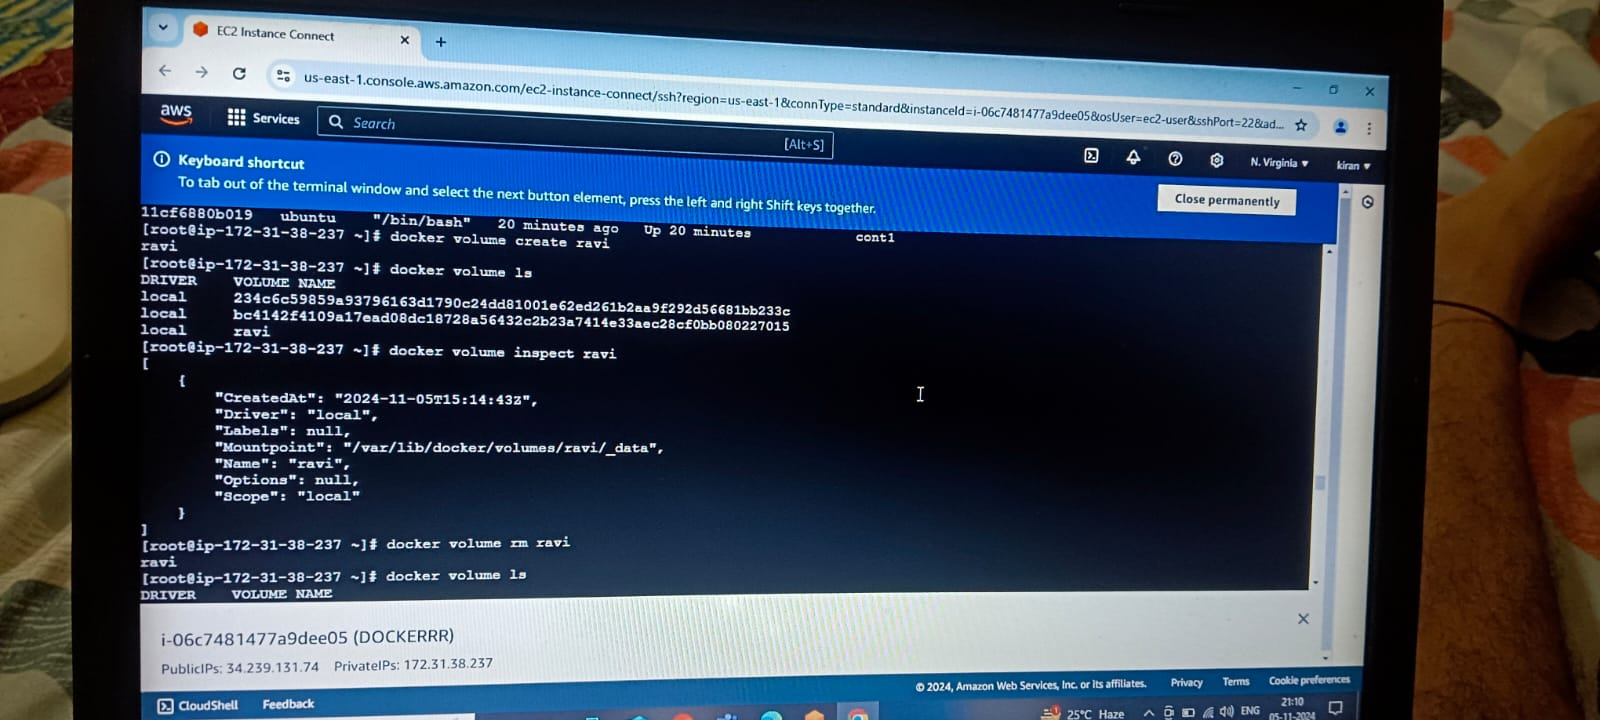 EC2 Instance Connect
us-east-1.console.aws.amazon.com/ec2-instance-connect/ssh?region=us-east-1&connType=standard&instanceId=i-06c7481477a9dee05&osUser=ec2-user&sshPort=22&ad...
aws Services Search [Alt+S] N. Virginia kiran
Keyboard shortcut
To tab out of the terminal window and select the next button element, press the left and right Shift keys together.
Close permanently
11cf6880b019 ubuntu "/bin/bash" 20 minutes ago Up 20 minutes cont1
[root@ip-172-31-38-237 ~]# docker volume create ravi
ravi
[root@ip-172-31-38-237 ~]# docker volume ls
DRIVER VOLUME NAME
local 234c6c59859a93796163d1790c24dd81001e62ed261b2aa9f292d56681bb233c
local bc4142f4109a17ead08dc18728a56432c2b23a7414e33aec28cf0bb080227015
local ravi
[root@ip-172-31-38-237 ~]# docker volume inspect ravi
[
{
"CreatedAt": "2024-11-05T15:14:43Z",
"Driver": "local",
"Labels": null,
"Mountpoint": "/var/lib/docker/volumes/ravi/_data",
"Name": "ravi",
"Options": null,
"Scope": "local"
}
]
[root@ip-172-31-38-237 ~]# docker volume rm ravi
ravi
[root@ip-172-31-38-237 ~]# docker volume ls
DRIVER VOLUME NAME
i-06c7481477a9dee05 (DOCKERRR)
PublicIPs: 34.239.131.74 PrivateIPs: 172.31.38.237
CloudShell Feedback © 2024, Amazon Web Services, Inc. or its affiliates. Privacy Terms Cookie preferences
25°C Haze ENG 21:10
05-11-2024